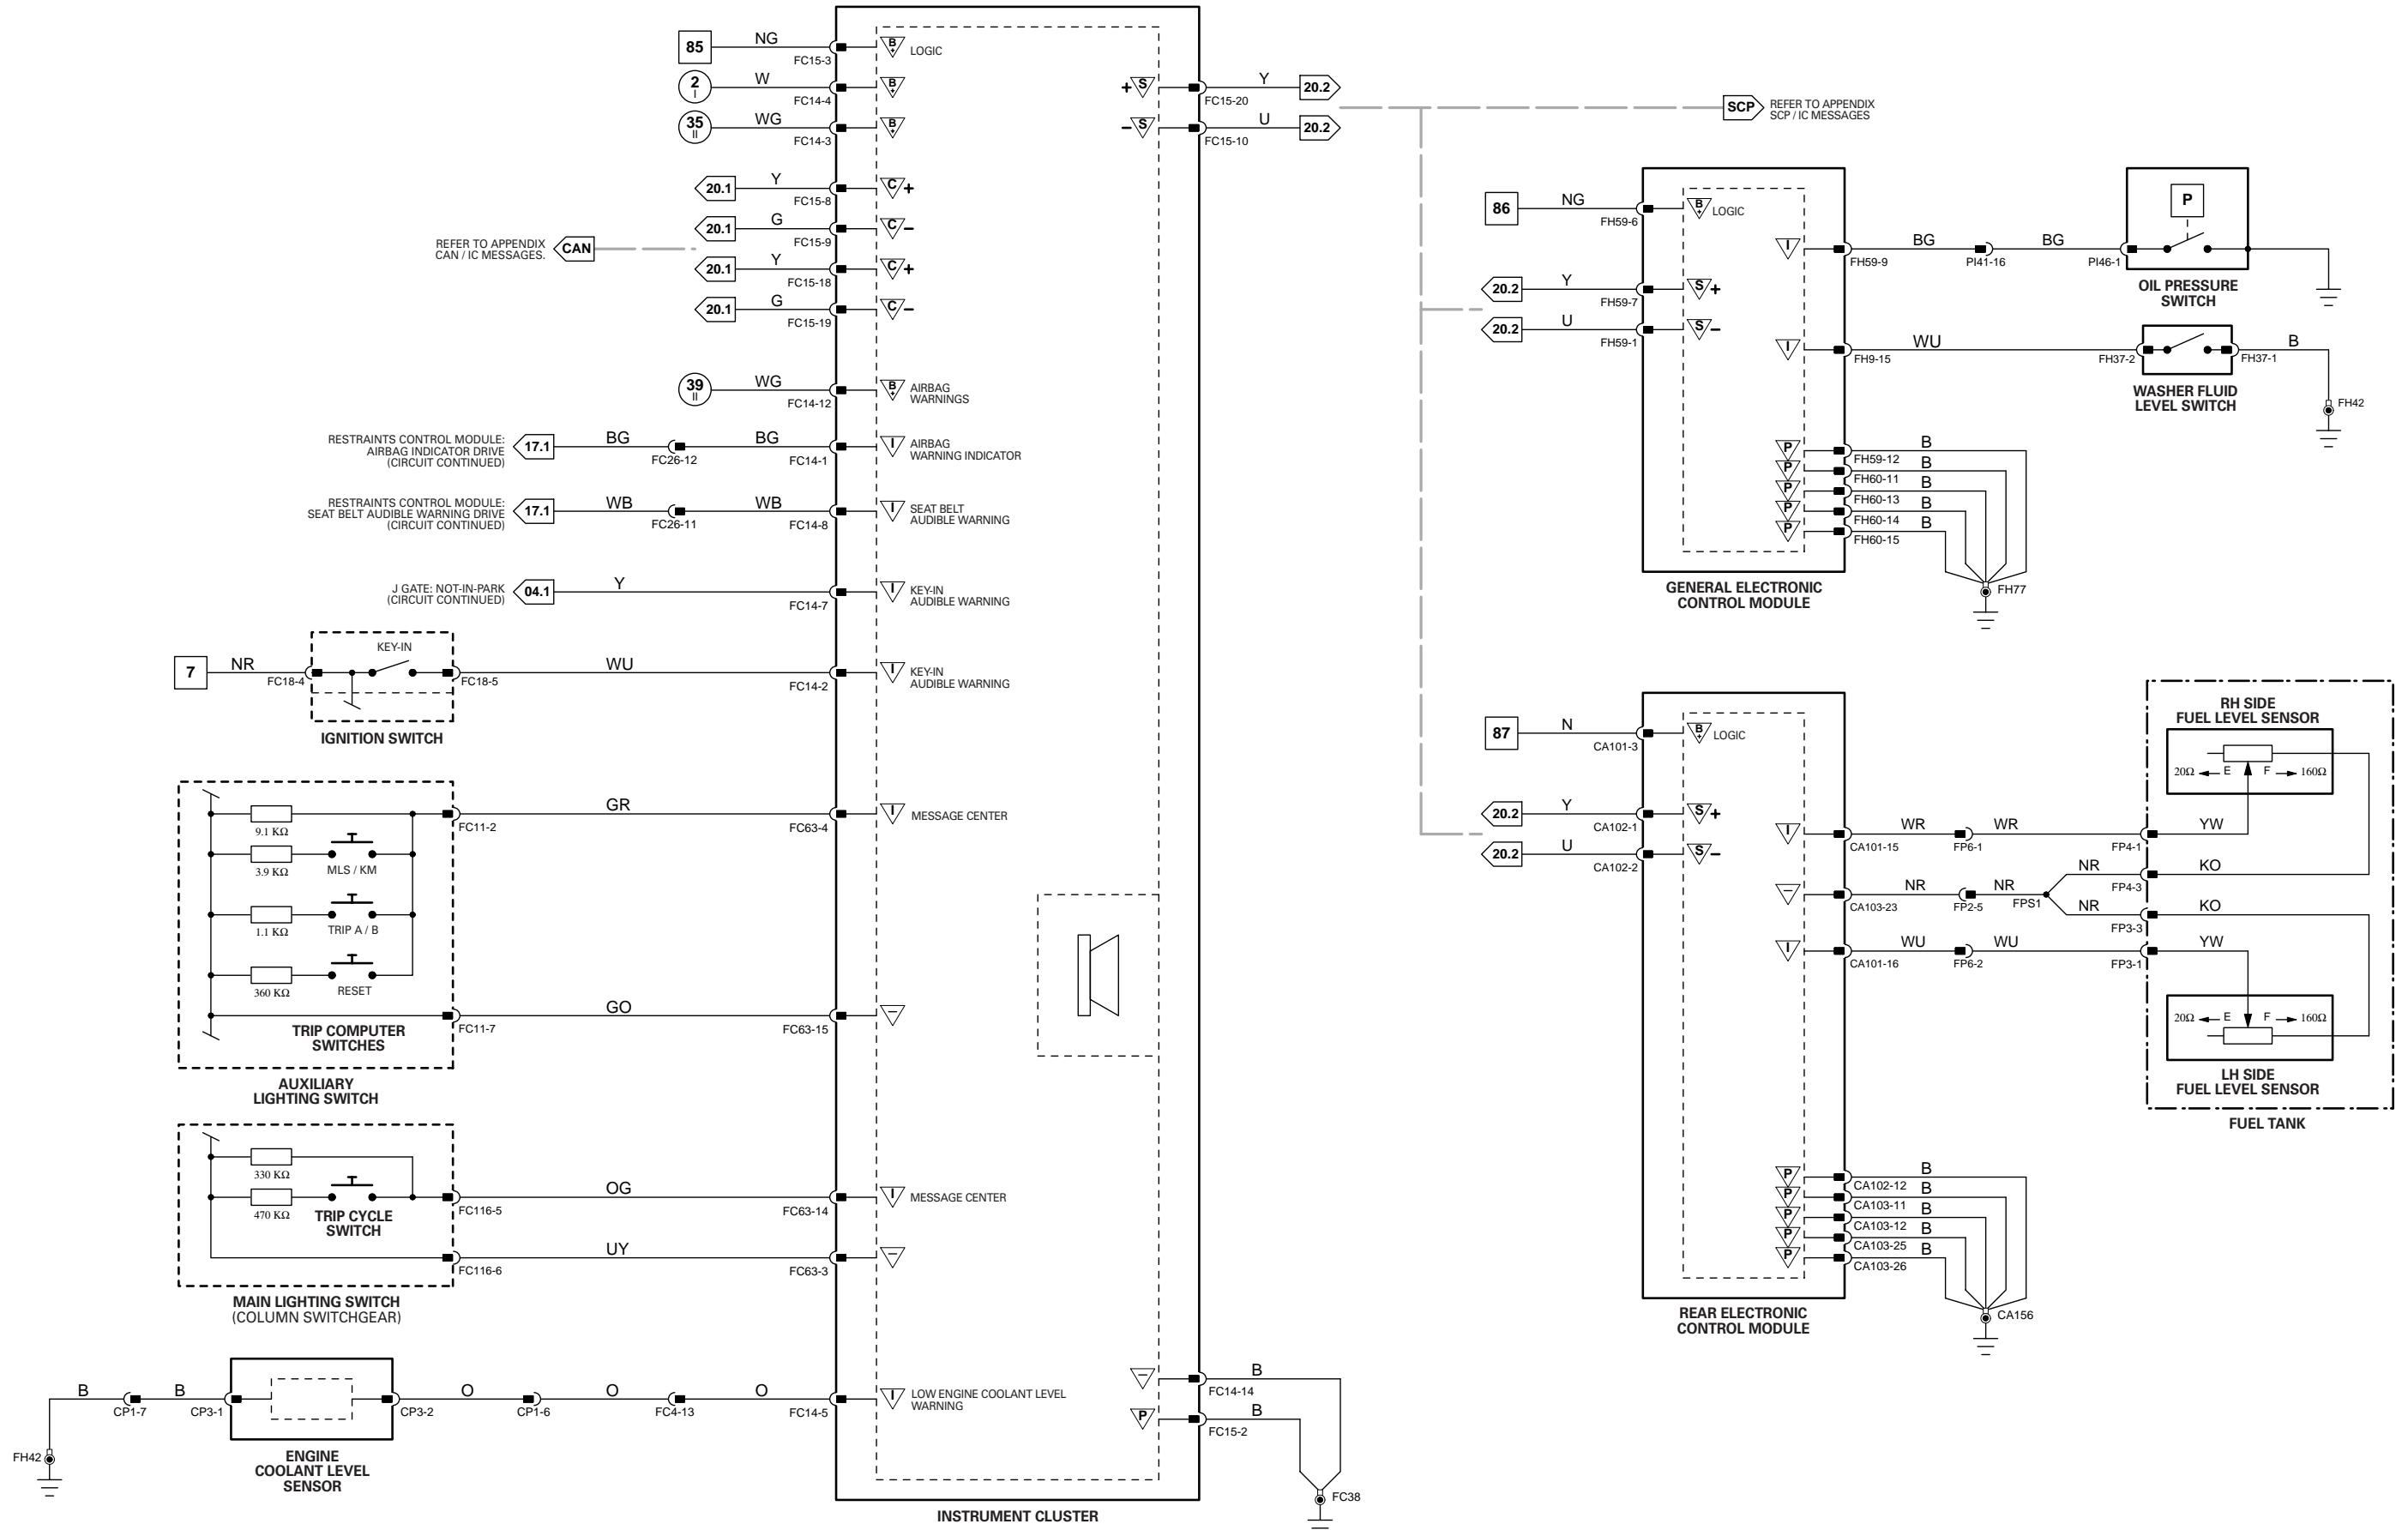 85
NG
FC15-3
B+
LOGIC
2
I
W
FC14-4
B+
35
II
WG
FC14-3
B+
20.1
Y
FC15-8
C+
20.1
G
FC15-9
C–
20.1
Y
FC15-18
C+
20.1
G
FC15-19
C–
REFER TO APPENDIX
CAN / IC MESSAGES.
CAN
39
II
WG
FC14-12
B+
AIRBAG
WARNINGS
RESTRAINTS CONTROL MODULE:
AIRBAG INDICATOR DRIVE
(CIRCUIT CONTINUED)
17.1
BG
FC26-12
BG
FC14-1
I
AIRBAG
WARNING INDICATOR
RESTRAINTS CONTROL MODULE:
SEAT BELT AUDIBLE WARNING DRIVE
(CIRCUIT CONTINUED)
17.1
WB
FC26-11
WB
FC14-8
I
SEAT BELT
AUDIBLE WARNING
J GATE: NOT-IN-PARK
(CIRCUIT CONTINUED)
04.1
Y
FC14-7
I
KEY-IN
AUDIBLE WARNING
7
NR
FC18-4
KEY-IN
FC18-5
WU
FC14-2
I
KEY-IN
AUDIBLE WARNING
IGNITION SWITCH
9.1 KΩ
FC11-2
GR
FC63-4
I
MESSAGE CENTER
3.9 KΩ
MLS / KM
1.1 KΩ
TRIP A / B
360 KΩ
RESET
TRIP COMPUTER
SWITCHES
FC11-7
GO
FC63-15
–
AUXILIARY
LIGHTING SWITCH
330 KΩ
470 KΩ
TRIP CYCLE
SWITCH
FC116-5
OG
FC63-14
I
MESSAGE CENTER
FC116-6
UY
FC63-3
–
MAIN LIGHTING SWITCH
(COLUMN SWITCHGEAR)
FH42
B
CP1-7
B
CP3-1
CP3-2
O
CP1-6
O
FC4-13
O
FC14-5
I
LOW ENGINE COOLANT LEVEL
WARNING
ENGINE
COOLANT LEVEL
SENSOR
+S
FC15-20
Y
20.2
–S
FC15-10
U
20.2
–
FC14-14
B
P
FC15-2
B
FC38
INSTRUMENT CLUSTER
SCP
REFER TO APPENDIX
SCP / IC MESSAGES
86
NG
FH59-6
B+
LOGIC
20.2
Y
FH59-7
S+
20.2
U
FH59-1
S–
I
FH59-9
BG
PI41-16
BG
PI46-1
P
OIL PRESSURE
SWITCH
I
FH9-15
WU
FH37-2
FH37-1
B
FH42
WASHER FLUID
LEVEL SWITCH
P
FH59-12
B
P
FH60-11
B
P
FH60-13
B
P
FH60-14
B
P
FH60-15
B
FH77
GENERAL ELECTRONIC
CONTROL MODULE
87
N
CA101-3
B+
LOGIC
20.2
Y
CA102-1
S+
20.2
U
CA102-2
S–
I
CA101-15
WR
FP6-1
WR
FP4-1
YW
–
CA103-23
NR
FP2-5
NR
FPS1
NR
FP4-3
KO
NR
FP3-3
KO
I
CA101-16
WU
FP6-2
WU
FP3-1
YW
RH SIDE
FUEL LEVEL SENSOR
20Ω
E
F
160Ω
20Ω
E
F
160Ω
LH SIDE
FUEL LEVEL SENSOR
FUEL TANK
P
CA102-12
B
P
CA103-11
B
P
CA103-12
B
P
CA103-25
B
P
CA103-26
B
CA156
REAR ELECTRONIC
CONTROL MODULE